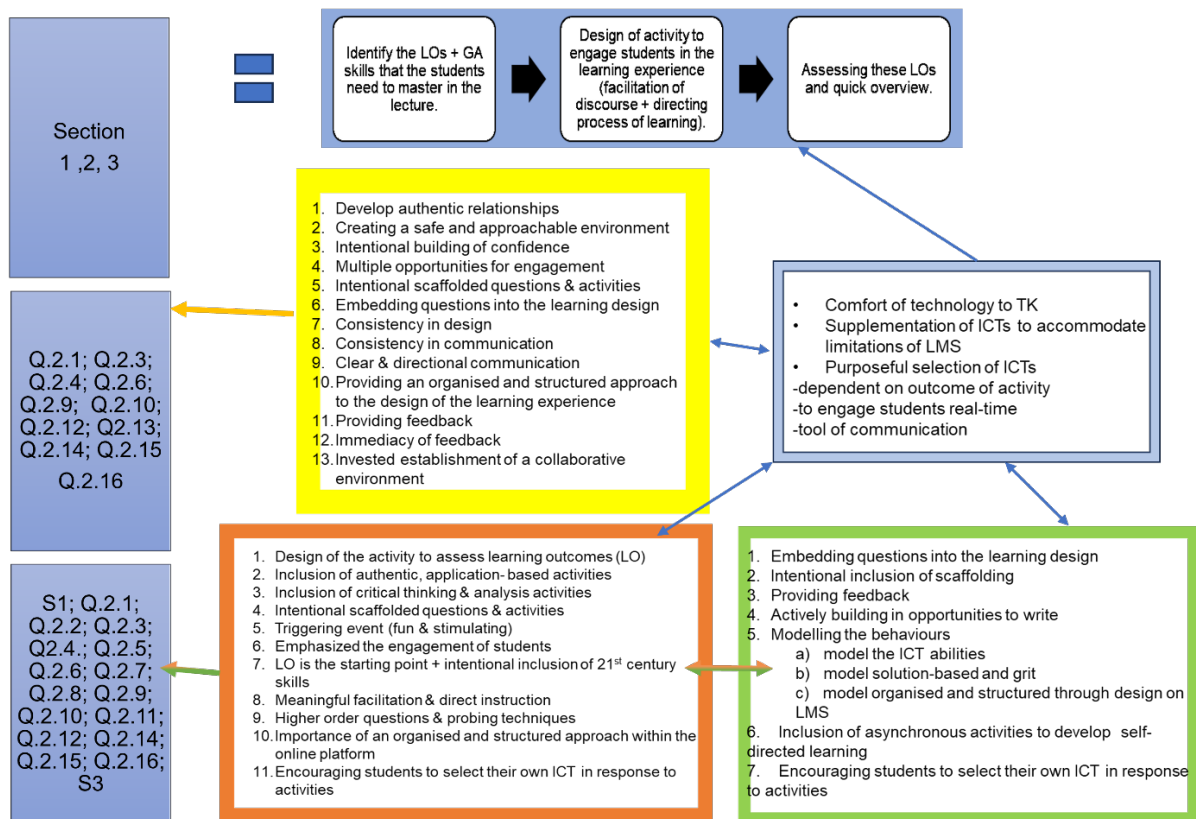 Section
1 ,2, 3
Identify the LOs + GA
skills that the students
need to master in the
lecture.
Design of activity to
engage students in the
learning experience
(facilitation of
discourse + directing
process of learning).
Assessing these LOs
and quick overview.
1. Develop authentic relationships
2. Creating a safe and approachable environment
3. Intentional building of confidence
4. Multiple opportunities for engagement
5. Intentional scaffolded questions & activities
6. Embedding questions into the learning design
7. Consistency in design
8. Consistency in communication
9. Clear & directional communication
10. Providing an organised and structured approach
to the design of the learning experience
11. Providing feedback
12. Immediacy of feedback
13. Invested establishment of a collaborative
environment
• Comfort of technology to TK
• Supplementation of ICTs to accommodate
limitations of LMS
• Purposeful selection of ICTs
-dependent on outcome of activity
-to engage students real-time
-tool of communication
Q.2.1; Q.2.3;
Q.2.4; Q.2.6;
Q.2.9; Q.2.10;
Q.2.12; Q2.13;
Q.2.14; Q.2.15
Q.2.16
S1; Q.2.1;
Q.2.2; Q.2.3;
Q2.4.; Q.2.5;
Q.2.6; Q.2.7;
Q.2.8; Q.2.9;
Q.2.10; Q.2.11;
Q.2.12; Q.2.14;
Q.2.15; Q.2.16;
S3
1. Design of the activity to assess learning outcomes (LO)
2. Inclusion of authentic, application- based activities
3. Inclusion of critical thinking & analysis activities
4. Intentional scaffolded questions & activities
5. Triggering event (fun & stimulating)
6. Emphasized the engagement of students
7. LO is the starting point + intentional inclusion of 21st century
skills
8. Meaningful facilitation & direct instruction
9. Higher order questions & probing techniques
10. Importance of an organised and structured approach within the
online platform
11. Encouraging students to select their own ICT in response to
activities
1. Embedding questions into the learning design
2. Intentional inclusion of scaffolding
3. Providing feedback
4. Actively building in opportunities to write
5. Modelling the behaviours
a) model the ICT abilities
b) model solution-based and grit
c) model organised and structured through design on
LMS
6. Inclusion of asynchronous activities to develop self-
directed learning
7. Encouraging students to select their own ICT in response
to activities